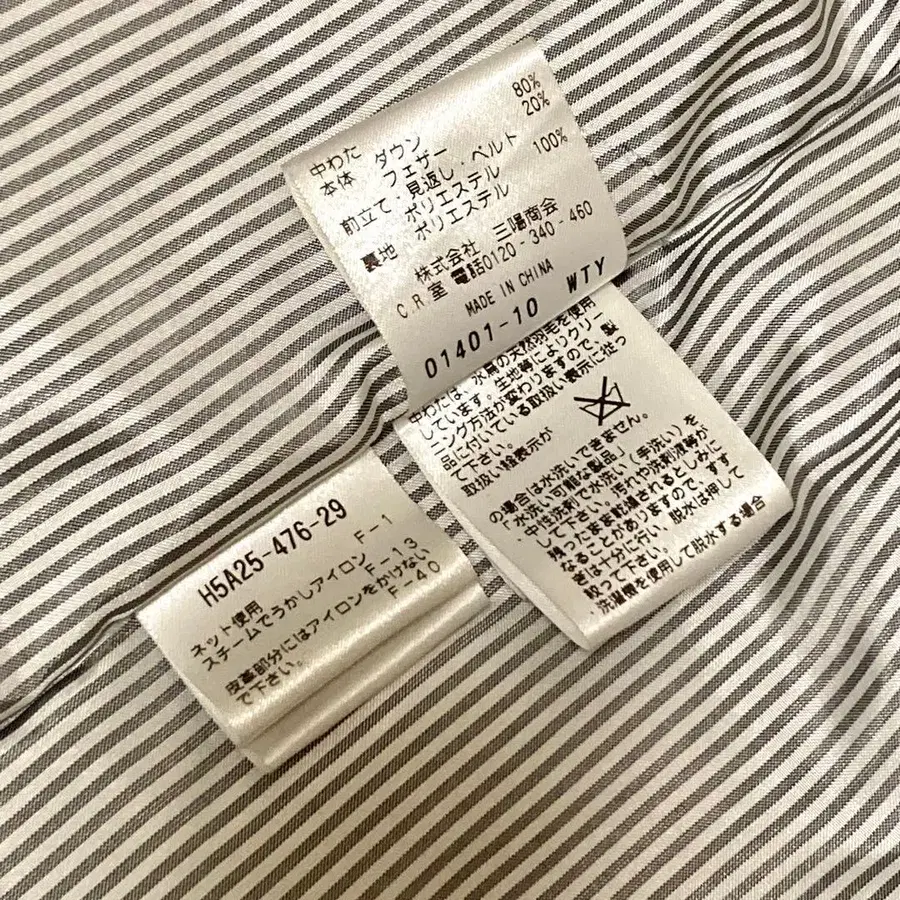 中わた
本体 ダウン 80%
フェザー 20%
前立て・見返し・ベルト
ポリエステル 100%
裏地 ポリエステル
株式会社 三陽商会
C.R.室 電話0120-340-460
MADE IN CHINA
01401-10 WTY
中わたは、水鳥の天然羽毛を使用
しています。生地等によりクリー
ニング方法が変わりますので、製
品に付いている取扱い表示に従っ
て下さい。
取扱い絵表示が
の場合は水洗いできません。
「水洗い可能な製品」
中性洗剤で水洗い（手洗い）を
して下さい。汚れや洗剤液等が
残ったまま乾燥されるとしみに
なることがありますので、すす
ぎは十分に行い、脱水は押して
絞って下さい。
・洗濯機を使用して脱水する場合
H5A25-476-29
ネット使用 F-1
スチームでうかしアイロン F-13
皮革部分にはアイロンをかけない
で下さい。 F-40